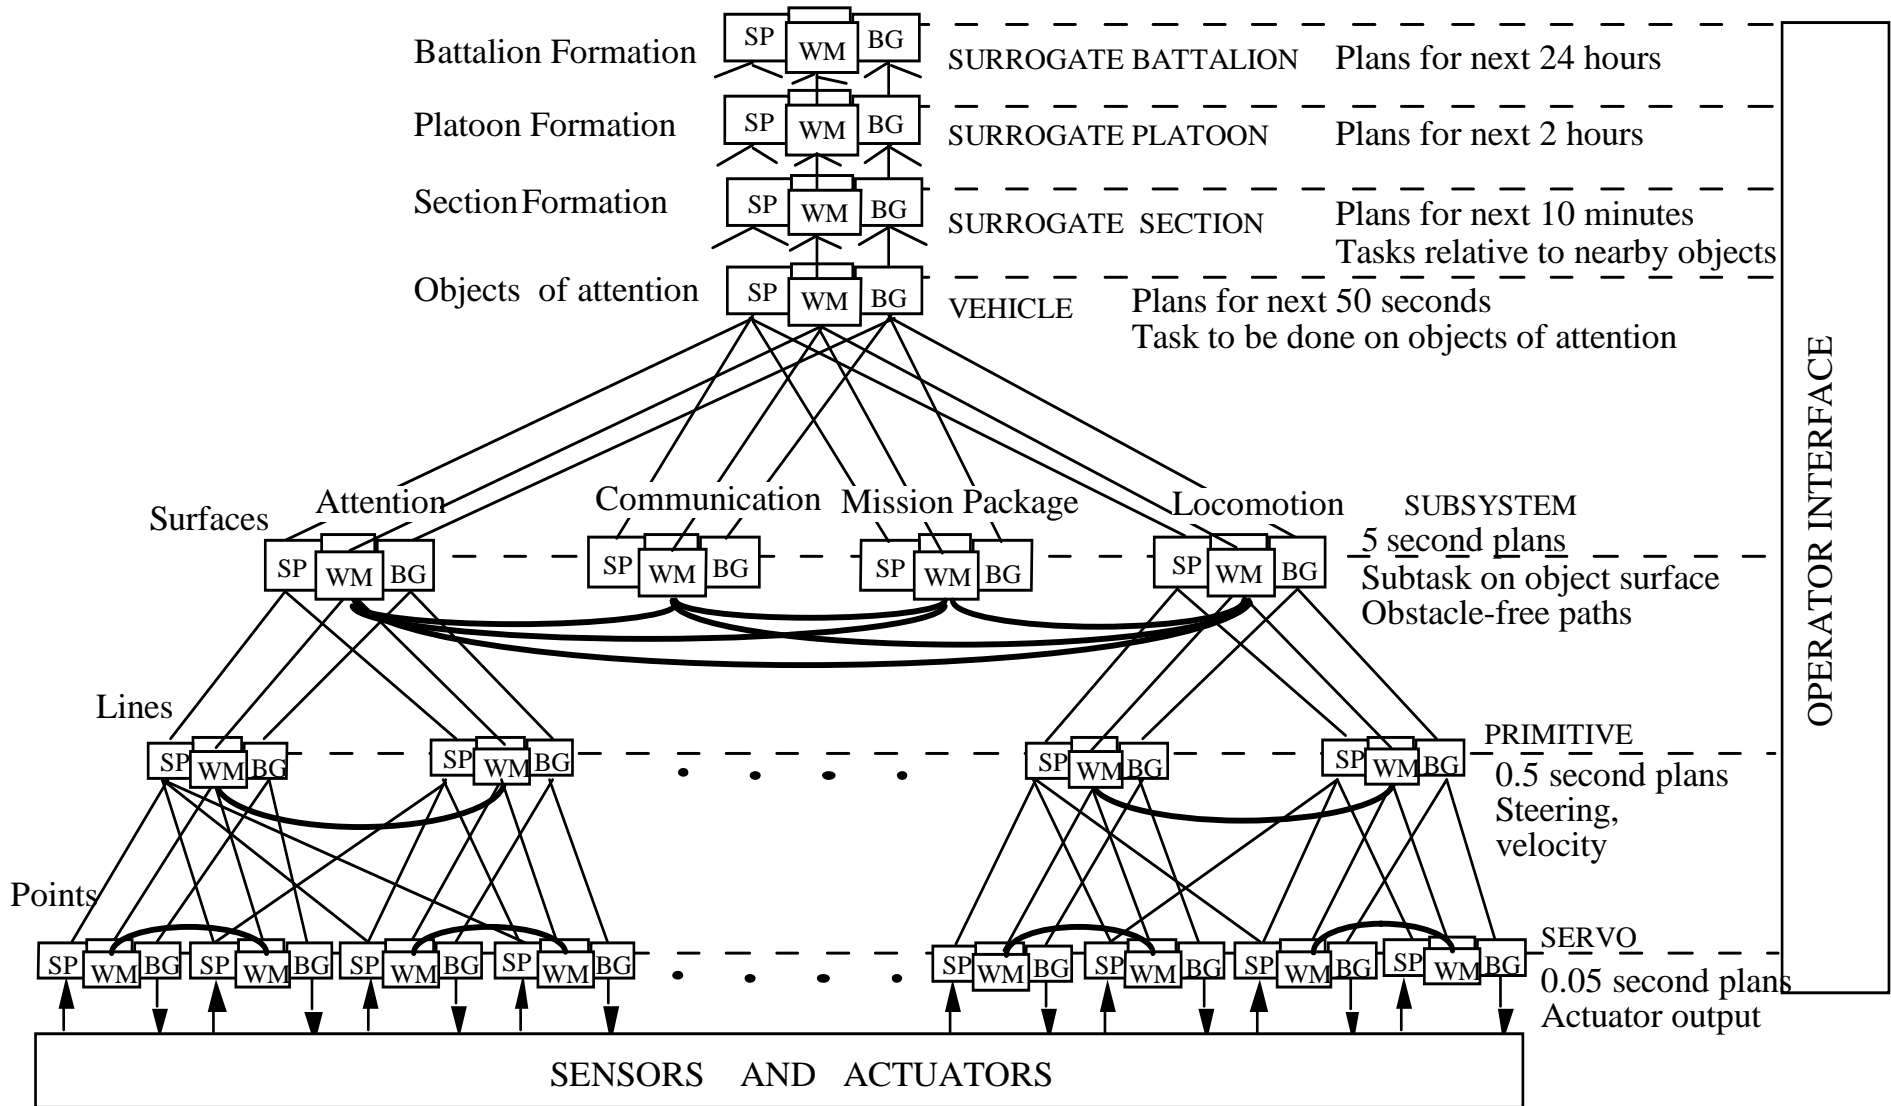 SP WM BG
Battalion Formation
SURROGATE BATTALION
Plans for next 24 hours
SP WM BG
Platoon Formation
SURROGATE PLATOON
Plans for next 2 hours
SP WM BG
Section Formation
SURROGATE SECTION
Plans for next 10 minutes
Tasks relative to nearby objects
SP WM BG
Objects of attention
VEHICLE
Plans for next 50 seconds
Task to be done on objects of attention
OPERATOR INTERFACE
Surfaces
Attention
Communication
Mission Package
Locomotion
SUBSYSTEM
5 second plans
Subtask on object surface
Obstacle-free paths
SP WM BG
SP WM BG
SP WM BG
SP WM BG
Lines
SP WM BG
SP WM BG
SP WM BG
SP WM BG
PRIMITIVE
0.5 second plans
Steering,
velocity
Points
SP WM BG
SP WM BG
SP WM BG
SP WM BG
SP WM BG
SP WM BG
SP WM BG
SP WM BG
SERVO
0.05 second plans
Actuator output
SENSORS AND ACTUATORS